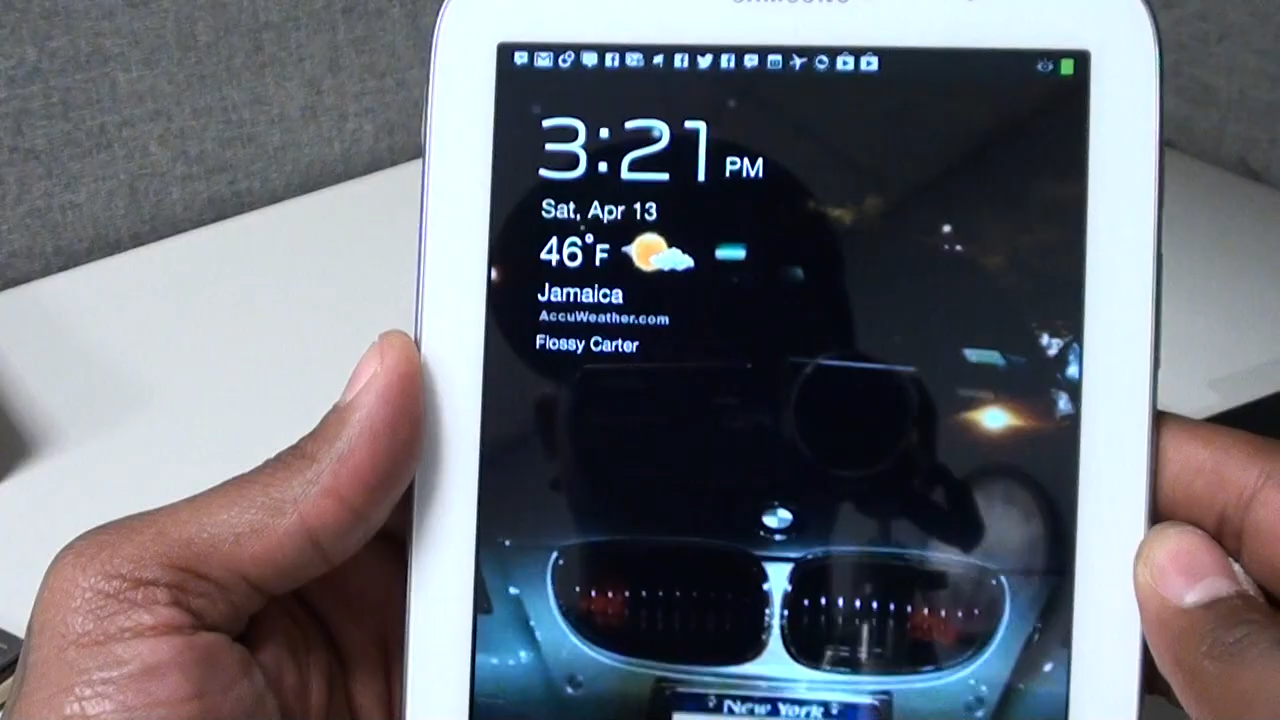 SAMSUNG
3:21 PM
Sat, Apr 13
46°F
Jamaica
AccuWeather.com
Flossy Carter
New York